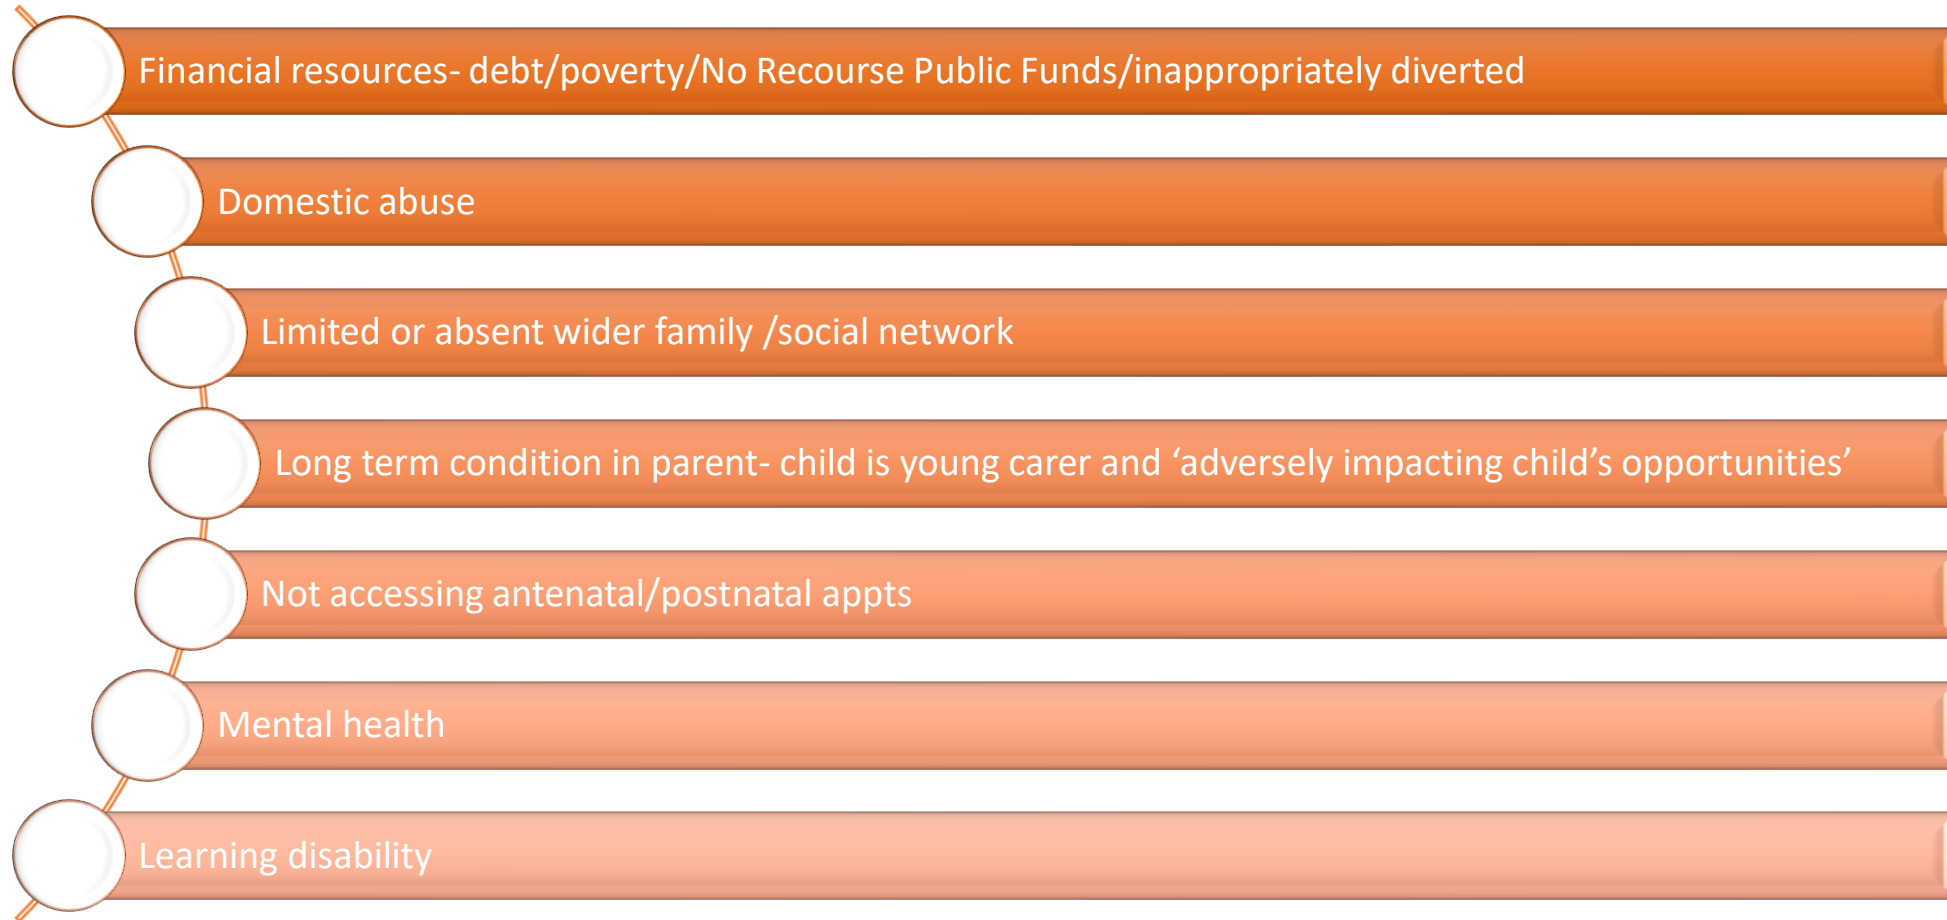 Financial resources- debt/poverty/No Recourse Public Funds/inappropriately diverted
Domestic abuse
Limited or absent wider family /social network
Long term condition in parent- child is young carer and ‘adversely impacting child’s opportunities’
Not accessing antenatal/postnatal appts
Mental health
Learning disability